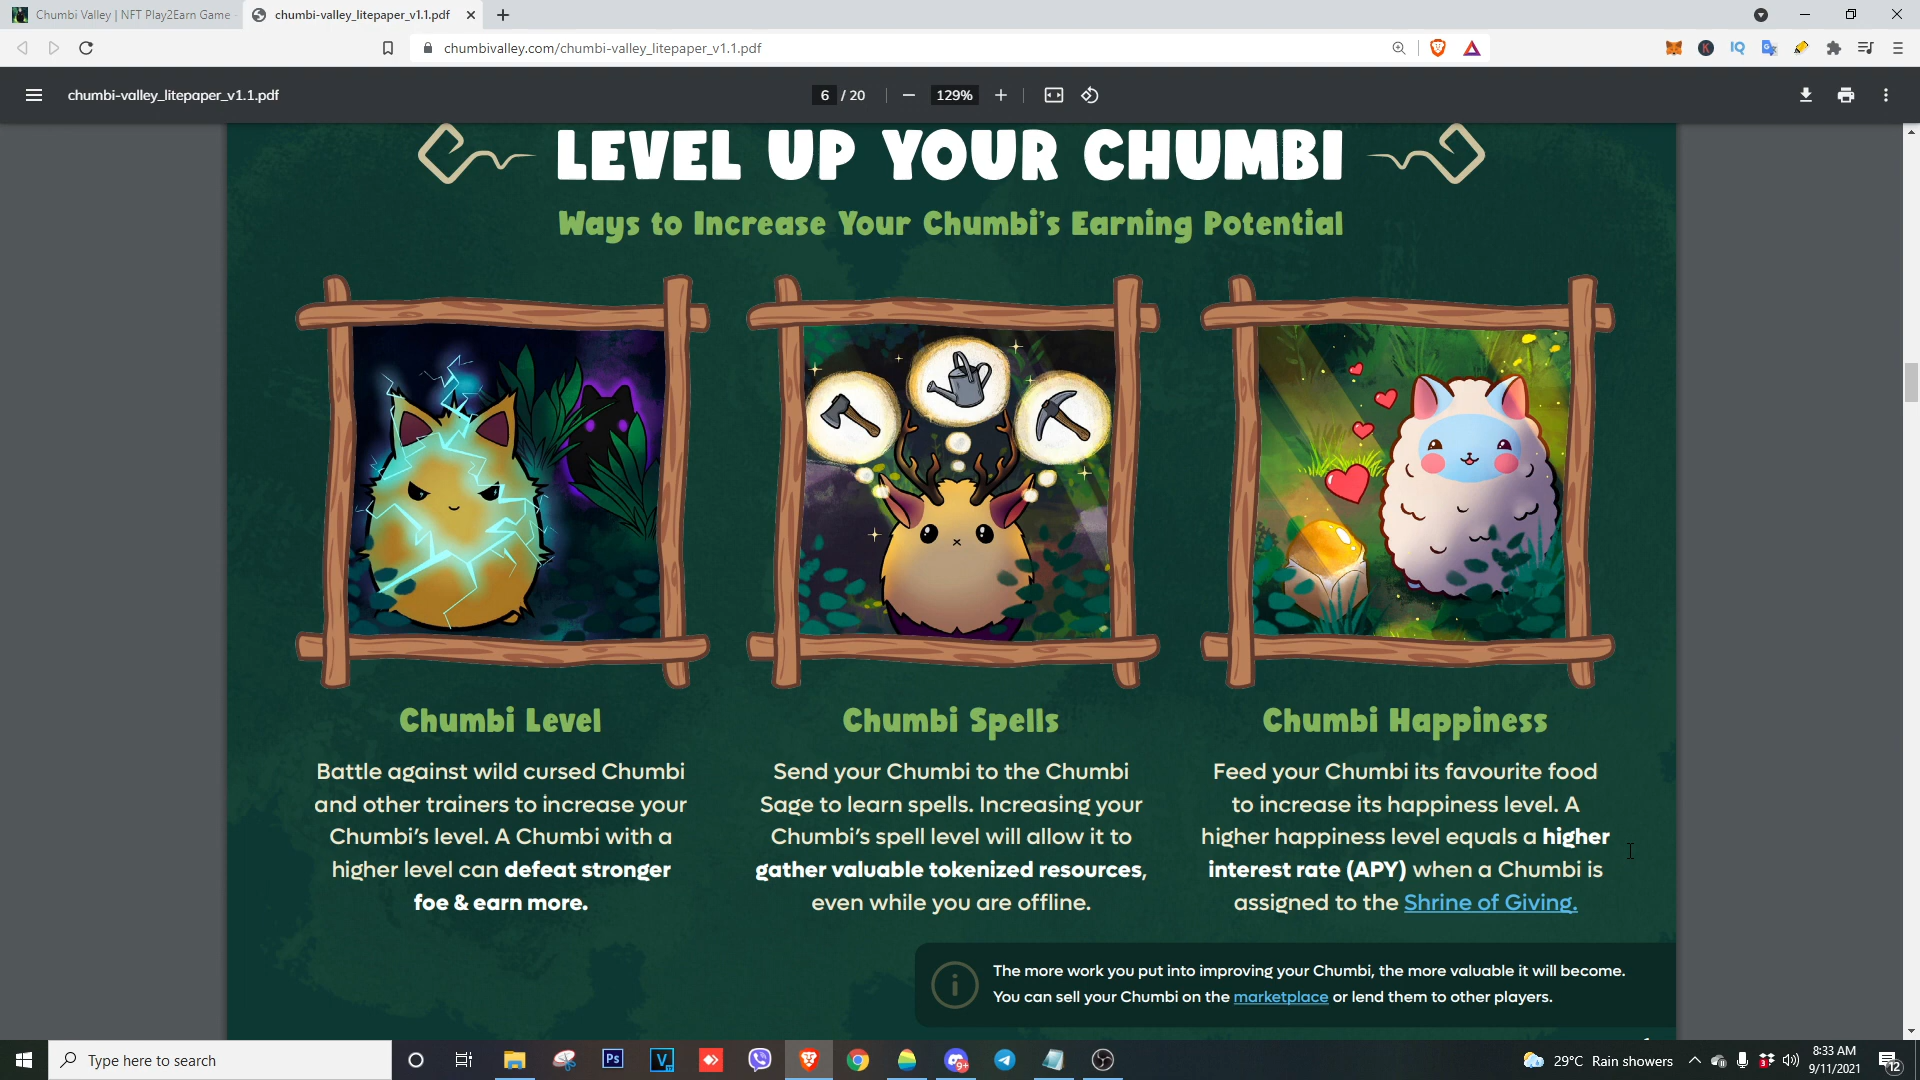 Chumbi Valley | NFT Play2Earn Game
chumbi-valley_litepaper_v1.1.pdf
chumbivalley.com/chumbi-valley_litepaper_v1.1.pdf
chumbi-valley_litepaper_v1.1.pdf
6 / 20
129%
LEVEL UP YOUR CHUMBI
Ways to Increase Your Chumbi's Earning Potential
Chumbi Level
Battle against wild cursed Chumbi
and other trainers to increase your
Chumbi's level. A Chumbi with a
higher level can defeat stronger
foe & earn more.
Chumbi Spells
Send your Chumbi to the Chumbi
Sage to learn spells. Increasing your
Chumbi's spell level will allow it to
gather valuable tokenized resources,
even while you are offline.
Chumbi Happiness
Feed your Chumbi its favourite food
to increase its happiness level. A
higher happiness level equals a higher
interest rate (APY) when a Chumbi is
assigned to the Shrine of Giving.
The more work you put into improving your Chumbi, the more valuable it will become.
You can sell your Chumbi on the marketplace or lend them to other players.
Type here to search
Ps
9+
29°C Rain showers
8:33 AM
9/11/2021
12